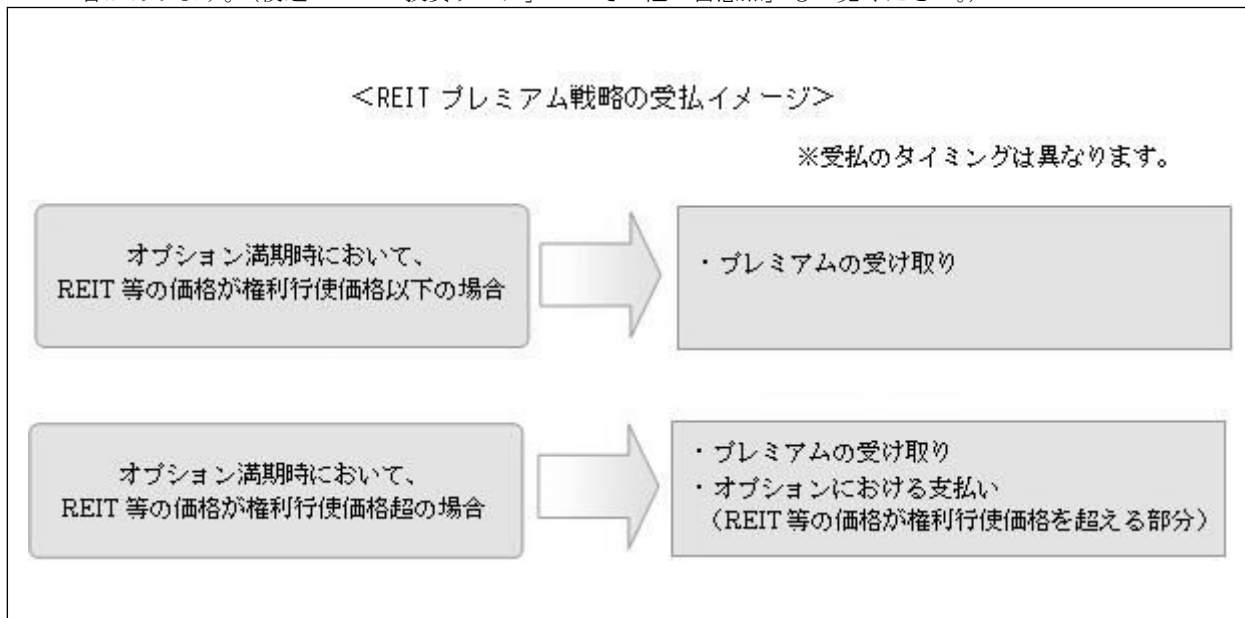 ＜REIT プレミアム戦略の受払イメージ＞
※受払のタイミングは異なります。
オプション満期時において、
REIT 等の価格が権利行使価格以下の場合
・プレミアムの受け取り
オプション満期時において、
REIT 等の価格が権利行使価格超の場合
・プレミアムの受け取り
・オプションにおける支払い
（REIT 等の価格が権利行使価格を超える部分）